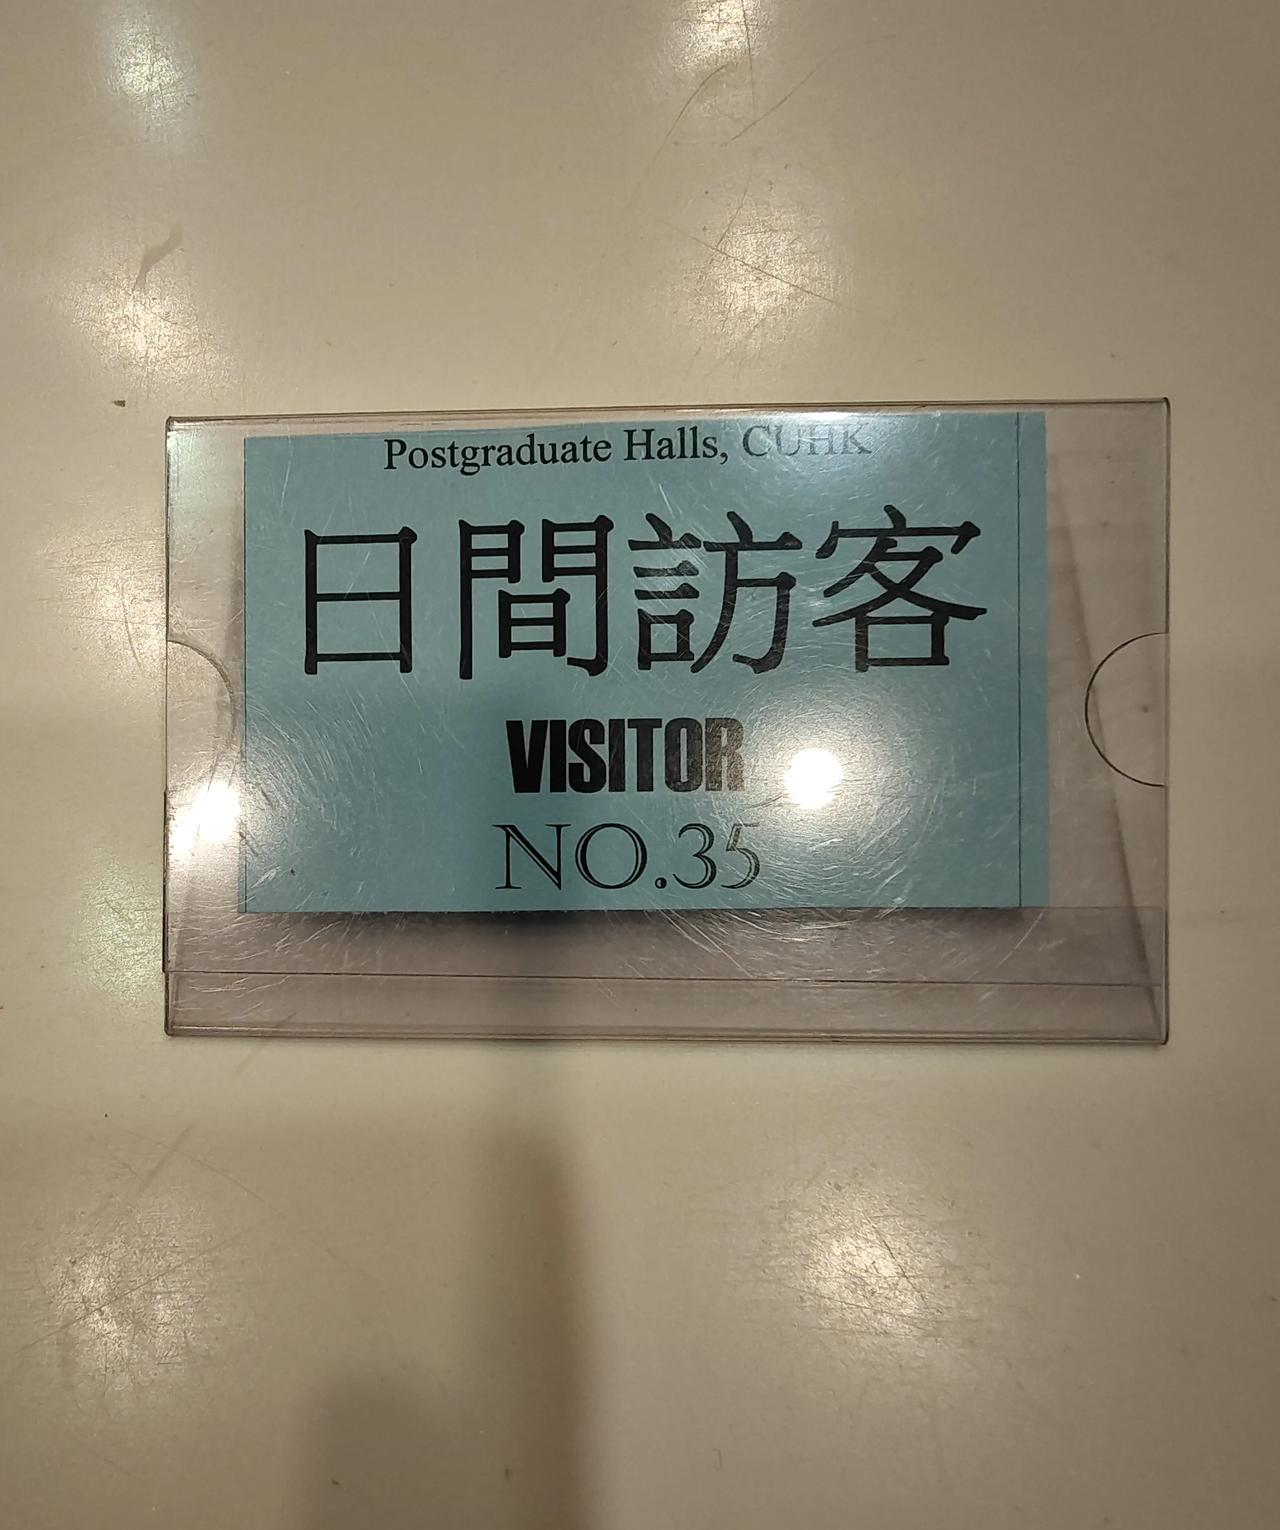 Postgraduate Halls, CUHK
日間訪客
VISITOR
NO.35